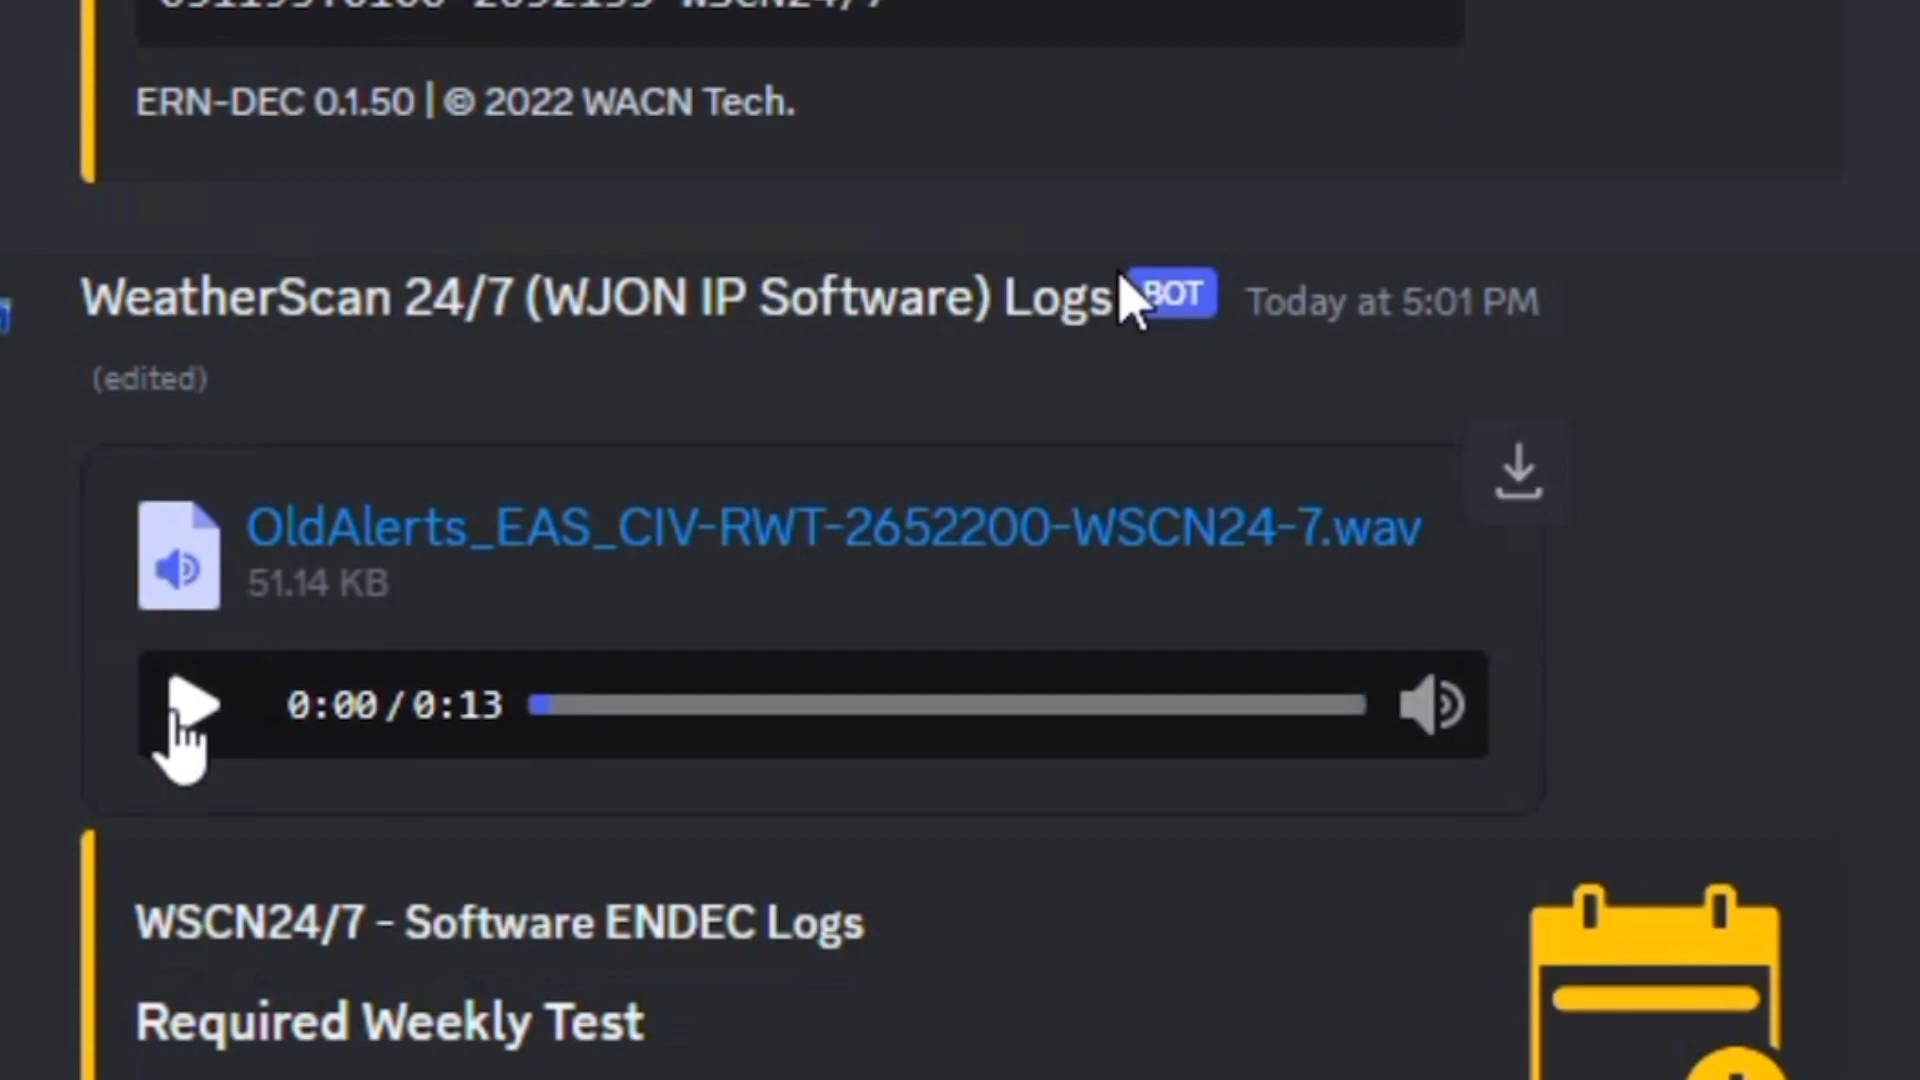 ERN-DEC 0.1.50 | © 2022 WACN Tech.
WeatherScan 24/7 (WJON IP Software) Logs BOT Today at 5:01 PM
(edited)
OldAlerts_EAS_CIV-RWT-2652200-WSCN24-7.wav
51.14 KB
0:00 / 0:13
WSCN24/7 - Software ENDEC Logs
Required Weekly Test